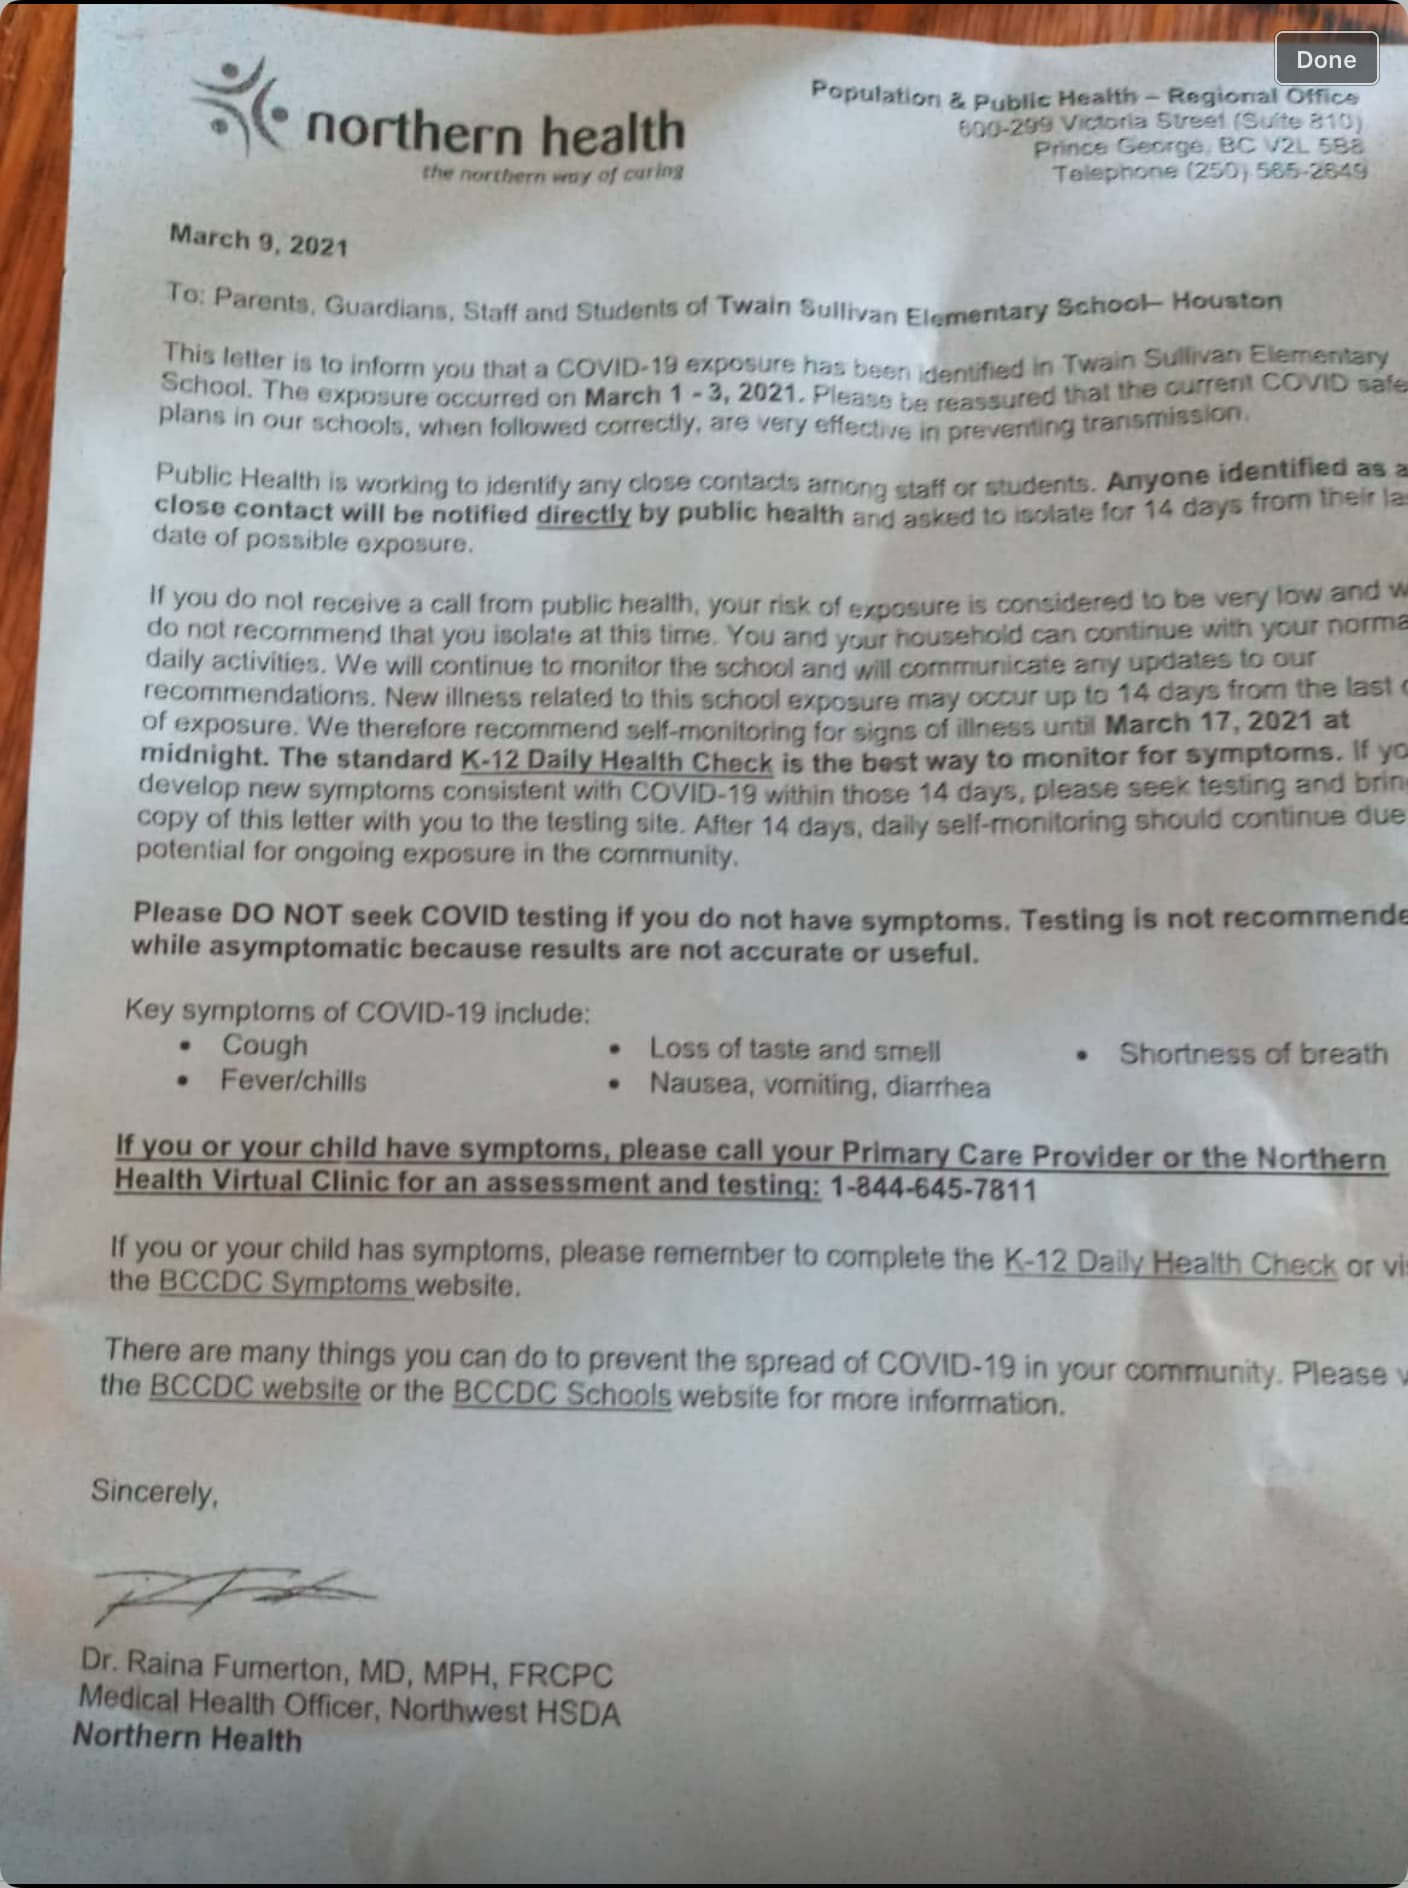 Done
northern health
the northern way of caring
Population & Public Health – Regional Office
600-299 Victoria Street (Suite 810)
Prince George, BC V2L 5B8
Telephone (250) 565-2649
March 9, 2021
To: Parents, Guardians, Staff and Students of Twain Sullivan Elementary School– Houston
This letter is to inform you that a COVID-19 exposure has been identified in Twain Sullivan Elementary
School. The exposure occurred on March 1 - 3, 2021. Please be reassured that the current COVID safe
plans in our schools, when followed correctly, are very effective in preventing transmission.
Public Health is working to identify any close contacts among staff or students. Anyone identified as a
close contact will be notified directly by public health and asked to isolate for 14 days from their la
date of possible exposure.
If you do not receive a call from public health, your risk of exposure is considered to be very low and w
do not recommend that you isolate at this time. You and your household can continue with your norma
daily activities. We will continue to monitor the school and will communicate any updates to our
recommendations. New illness related to this school exposure may occur up to 14 days from the last
of exposure. We therefore recommend self-monitoring for signs of illness until March 17, 2021 at
midnight. The standard K-12 Daily Health Check is the best way to monitor for symptoms. If yo
develop new symptoms consistent with COVID-19 within those 14 days, please seek testing and brin
copy of this letter with you to the testing site. After 14 days, daily self-monitoring should continue due
potential for ongoing exposure in the community.
Please DO NOT seek COVID testing if you do not have symptoms. Testing is not recommende
while asymptomatic because results are not accurate or useful.
Key symptoms of COVID-19 include:
• Cough • Loss of taste and smell • Shortness of breath
• Fever/chills • Nausea, vomiting, diarrhea
If you or your child have symptoms, please call your Primary Care Provider or the Northern
Health Virtual Clinic for an assessment and testing: 1-844-645-7811
If you or your child has symptoms, please remember to complete the K-12 Daily Health Check or vi
the BCCDC Symptoms website.
There are many things you can do to prevent the spread of COVID-19 in your community. Please v
the BCCDC website or the BCCDC Schools website for more information.
Sincerely,
Dr. Raina Fumerton, MD, MPH, FRCPC
Medical Health Officer, Northwest HSDA
Northern Health